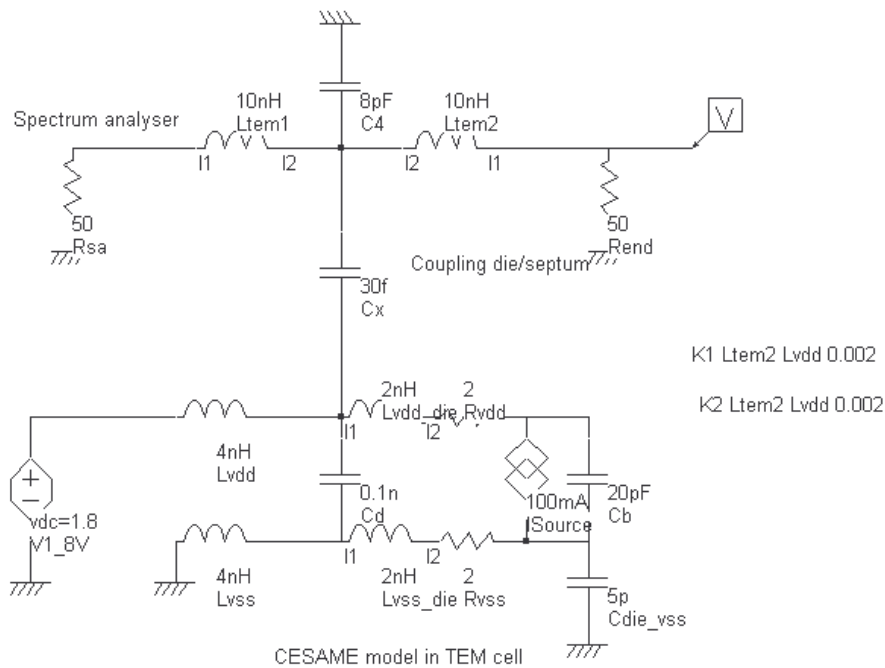 10nH
Ltem1
8pF
C4
10nH
Ltem2
V
Spectrum analyser
I1
I2
I2
I1
50
Rsa
50
Rend
Coupling die/septum
30f
Cx
K1 Ltem2 Lvdd 0.002
K2 Ltem2 Lvdd 0.002
2nH 2
Lvdd_die Rvdd
I1
I2
4nH
Lvdd
0.1n
Cd
100mA
ISource
20pF
Cb
+
−
vdc=1.8
V1_8V
I1
I2
4nH
Lvss
2nH 2
Lvss_die Rvss
5p
Cdie_vss
CESAME model in TEM cell